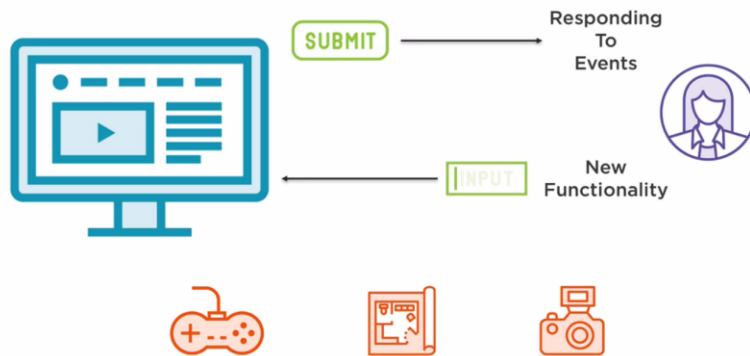 SUBMIT
Responding
To
Events
INPUT
New
Functionality